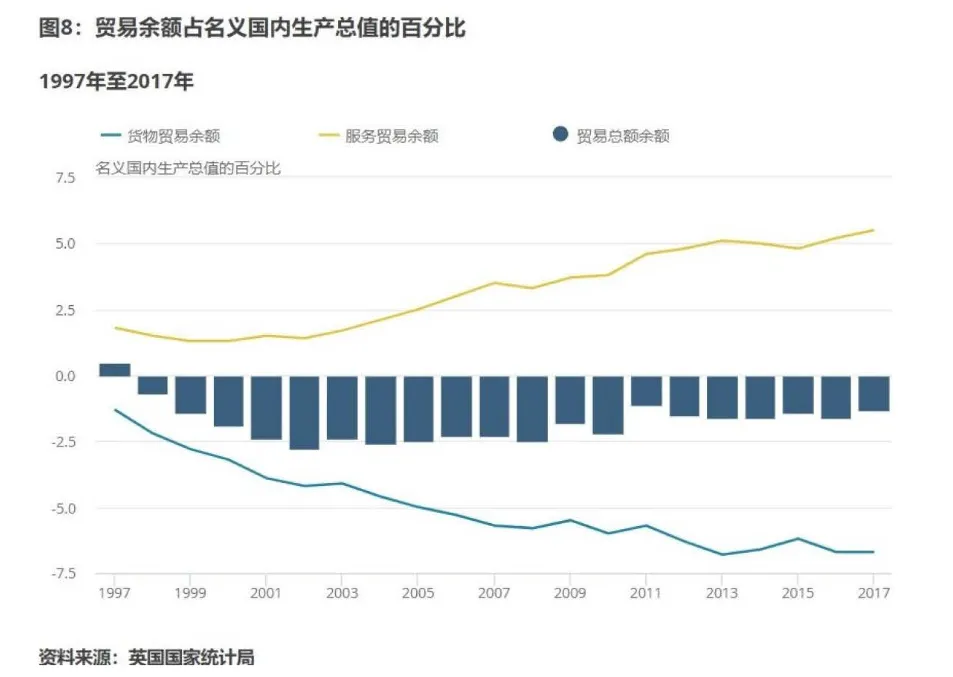 图8：贸易余额占名义国内生产总值的百分比
1997年至2017年
货物贸易余额 服务贸易余额 贸易总额余额
名义国内生产总值的百分比
7.5
5.0
2.5
0.0
-2.5
-5.0
-7.5
1997 1999 2001 2003 2005 2007 2009 2011 2013 2015 2017
资料来源：英国国家统计局